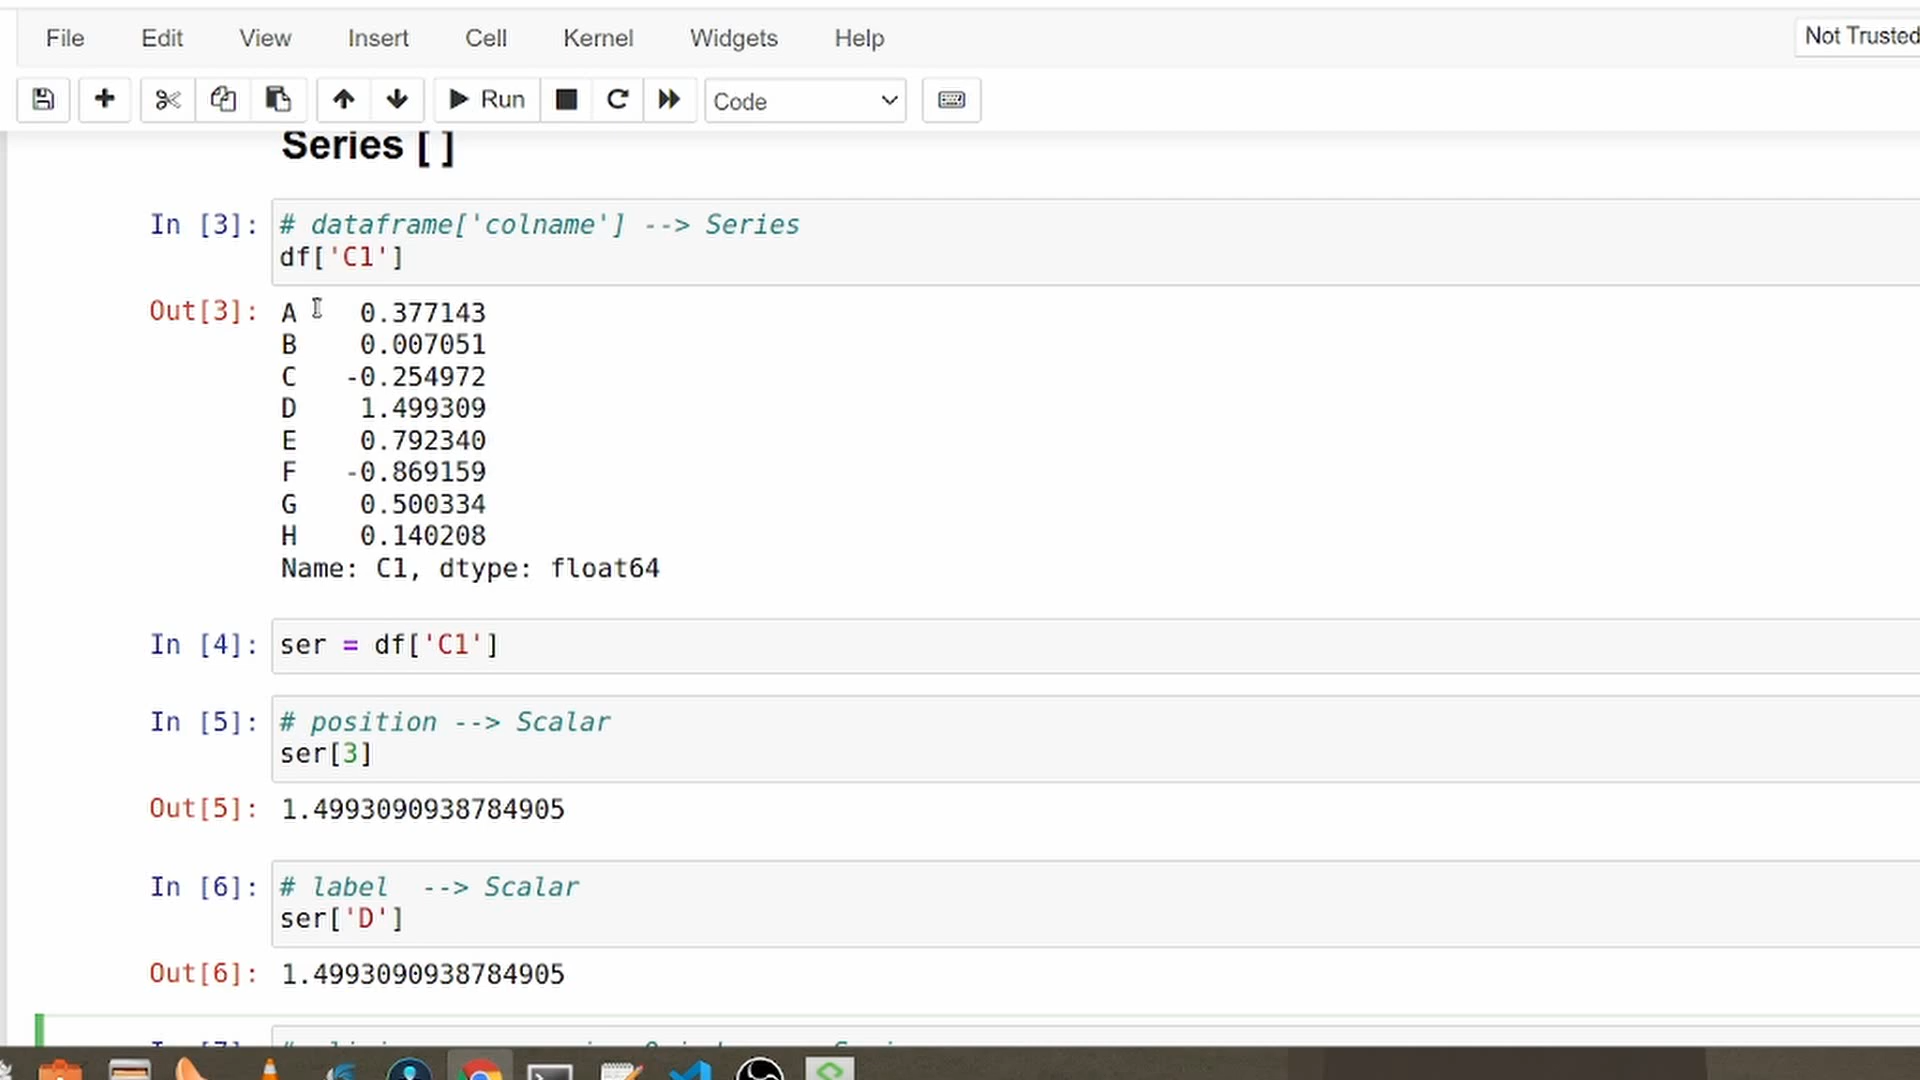 File Edit View Insert Cell Kernel Widgets Help Not Trusted
Run Code
Series [ ]
In [3]: # dataframe['colname'] --> Series
df['C1']
Out[3]: A 0.377143
B 0.007051
C -0.254972
D 1.499309
E 0.792340
F -0.869159
G 0.500334
H 0.140208
Name: C1, dtype: float64
In [4]: ser = df['C1']
In [5]: # position --> Scalar
ser[3]
Out[5]: 1.4993090938784905
In [6]: # label  --> Scalar
ser['D']
Out[6]: 1.4993090938784905